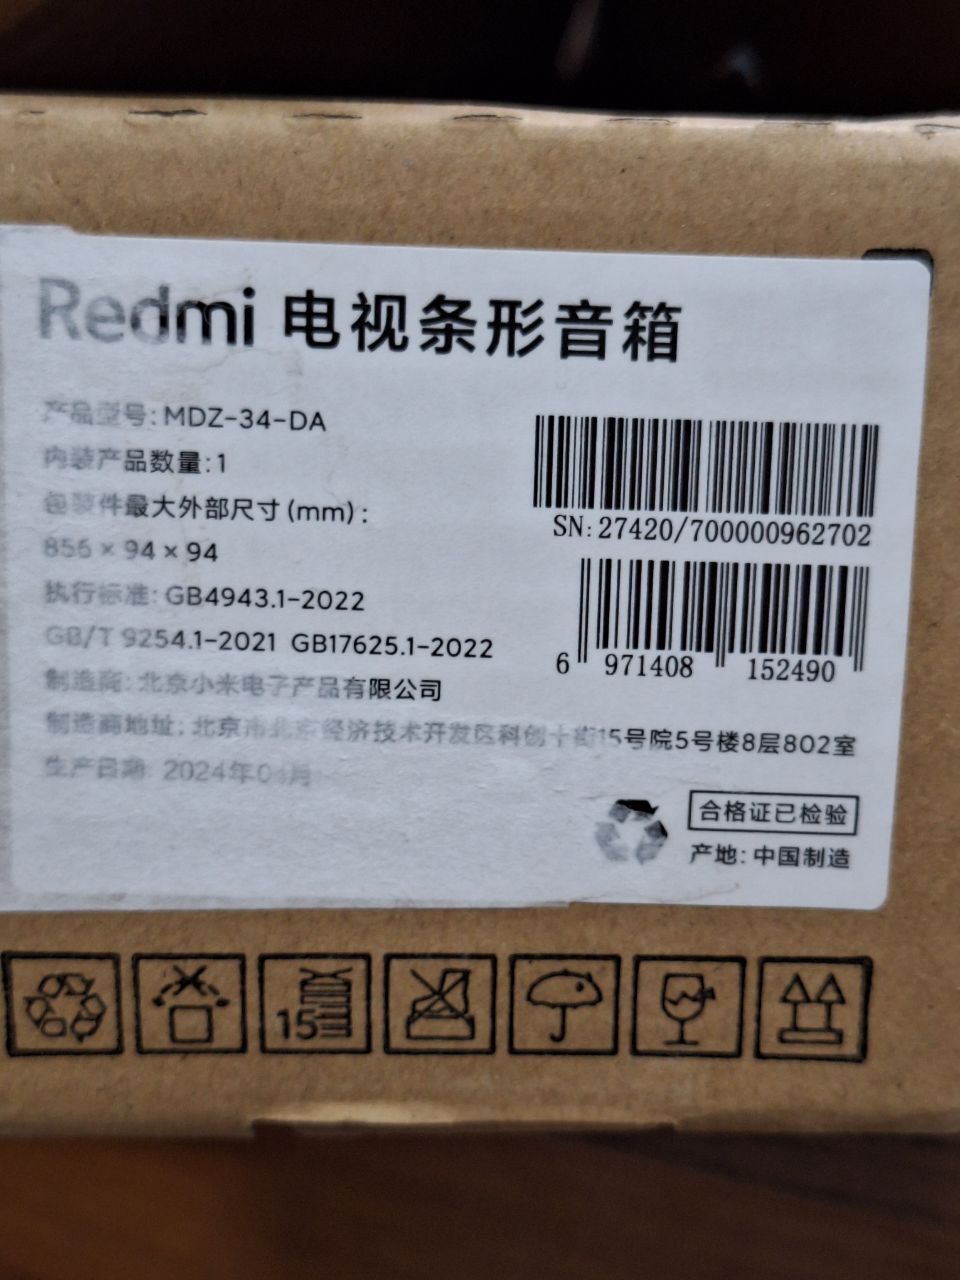 Redmi 电视条形音箱
产品型号: MDZ-34-DA
内装产品数量: 1
包装件最大外部尺寸(mm):
856 × 94 × 94
执行标准: GB4943.1-2022
GB/T 9254.1-2021 GB17625.1-2022
制造商: 北京小米电子产品有限公司
制造商地址: 北京市北京经济技术开发区科创十街15号院5号楼8层802室
生产日期: 2024年
SN: 27420/700000962702
6 971408 152490
合格证已检验
产地: 中国制造
15